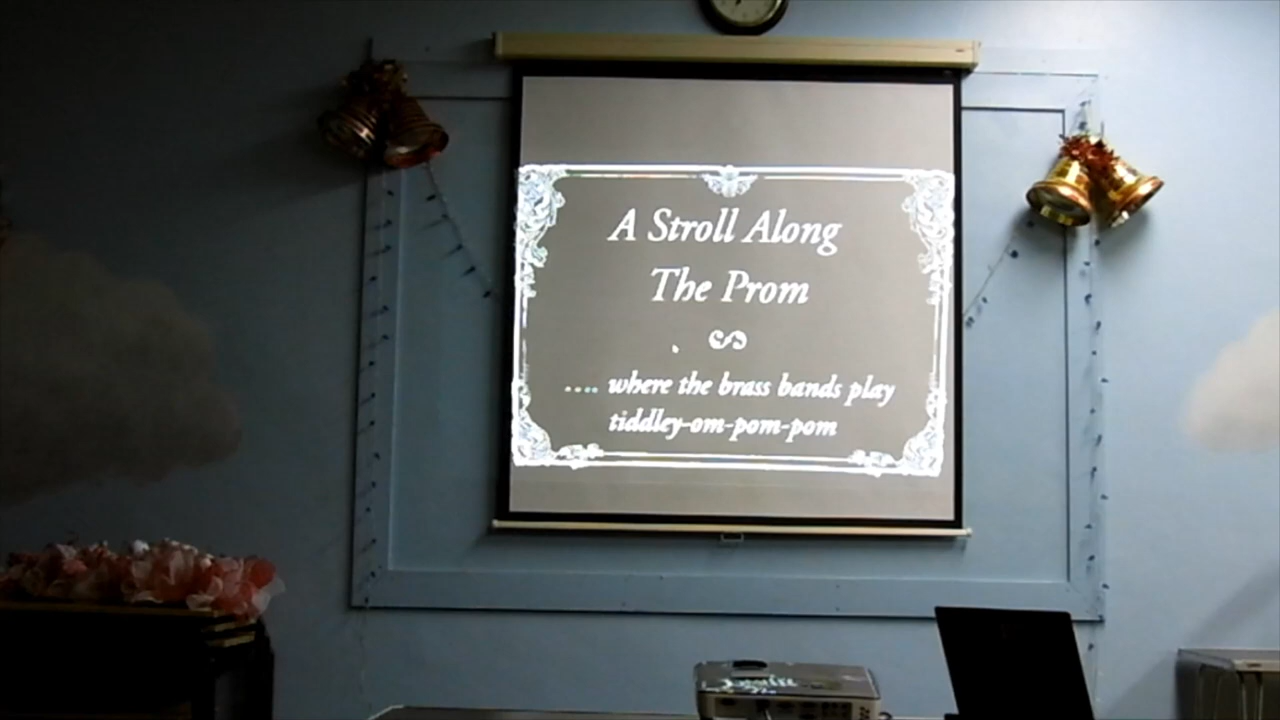 A Stroll Along
The Prom
.... where the brass bands play
tiddley-om-pom-pom